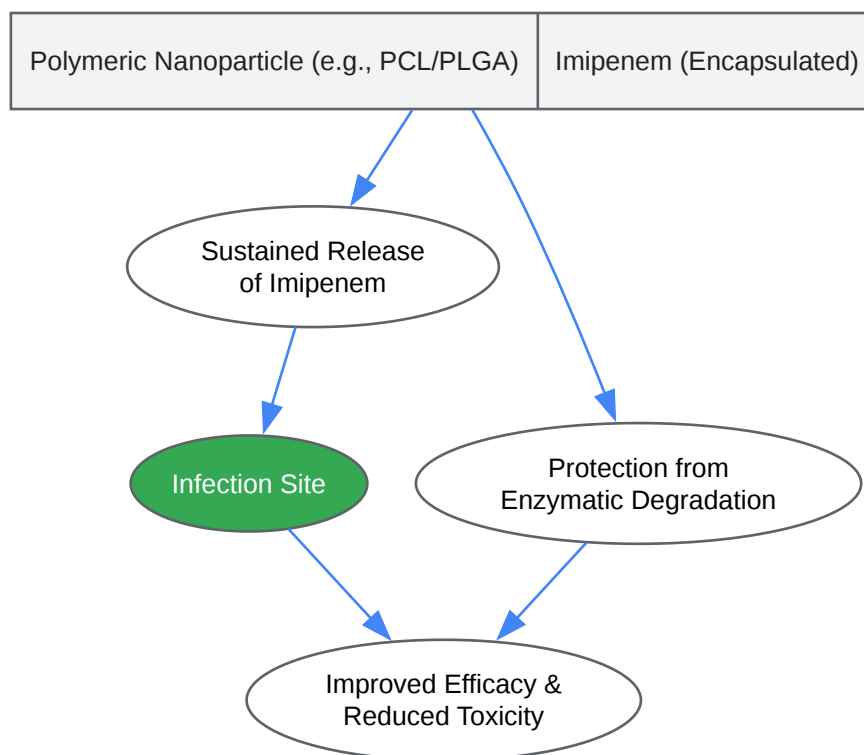 Polymeric Nanoparticle (e.g., PCL/PLGA)
Imipenem (Encapsulated)
Sustained Release
of Imipenem
Infection Site
Protection from
Enzymatic Degradation
Improved Efficacy &
Reduced Toxicity